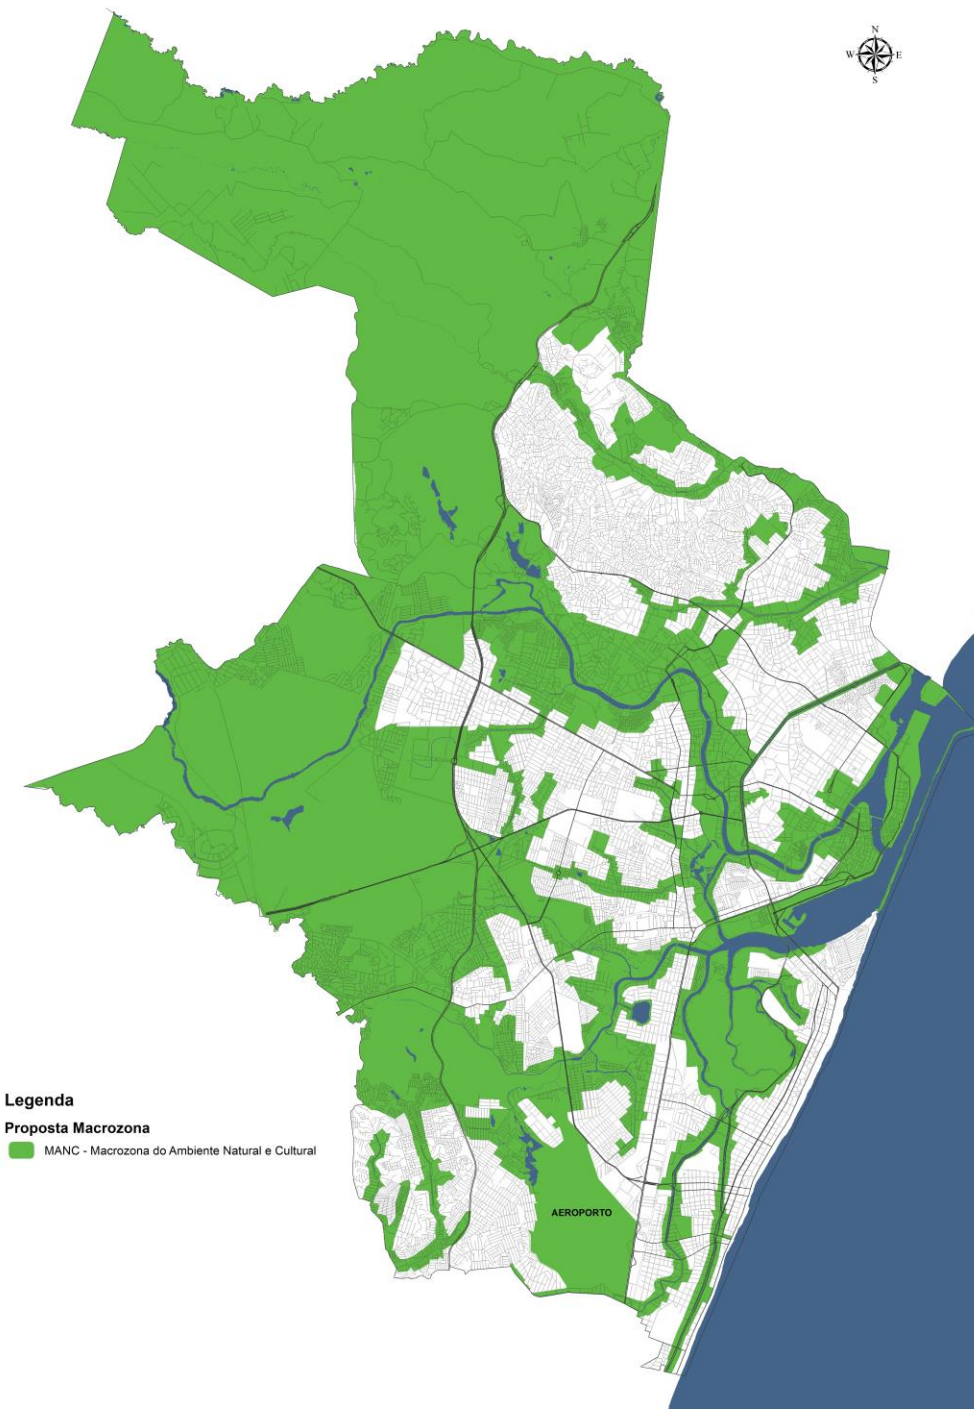 N
W E
S
Legenda
Proposta Macrozona
MANC - Macrozona do Ambiente Natural e Cultural
AEROPORTO